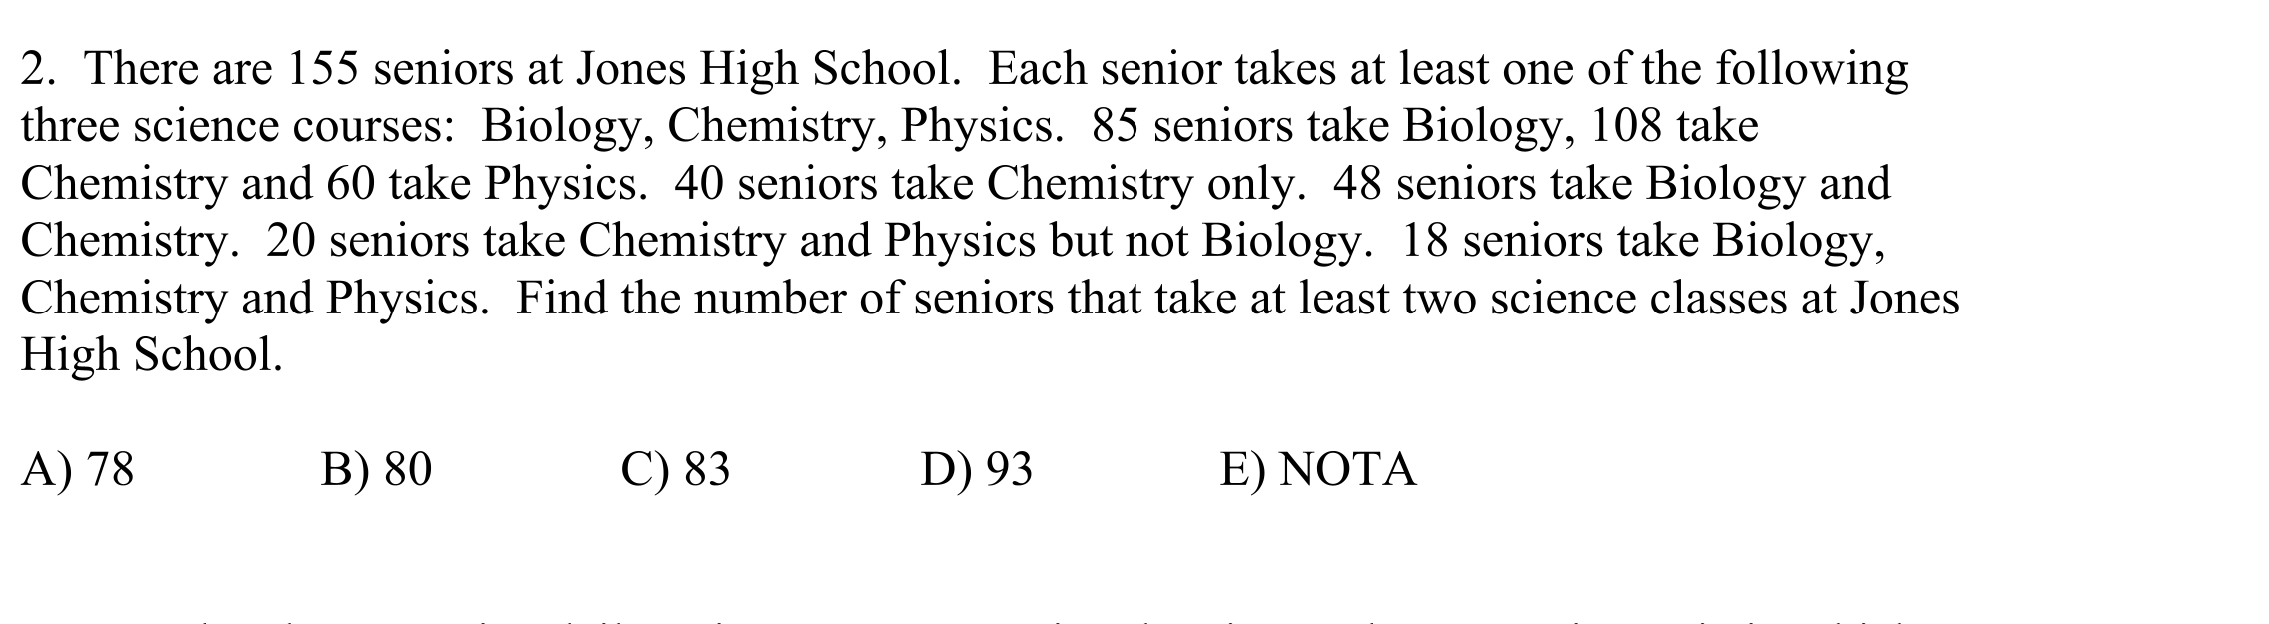 2. There are 155 seniors at Jones High School. Each senior takes at least one of the following
three science courses: Biology, Chemistry, Physics. 85 seniors take Biology, 108 take
Chemistry and 60 take Physics. 40 seniors take Chemistry only. 48 seniors take Biology and
Chemistry. 20 seniors take Chemistry and Physics but not Biology. 18 seniors take Biology,
Chemistry and Physics. Find the number of seniors that take at least two science classes at Jones
High School.
A) 78 B) 80 C) 83 D) 93 E) NOTA